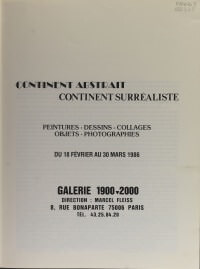 CONTINENT ABSTRAIT
CONTINENT SURRÉALISTE
PEINTURES - DESSINS - COLLAGES
OBJETS - PHOTOGRAPHIES
DU 18 FÉVRIER AU 30 MARS 1986
GALERIE 1900-2000
DIRECTION : MARCEL FLEISS
8, RUE BONAPARTE 75006 PARIS
TEL. 43.25.84.20